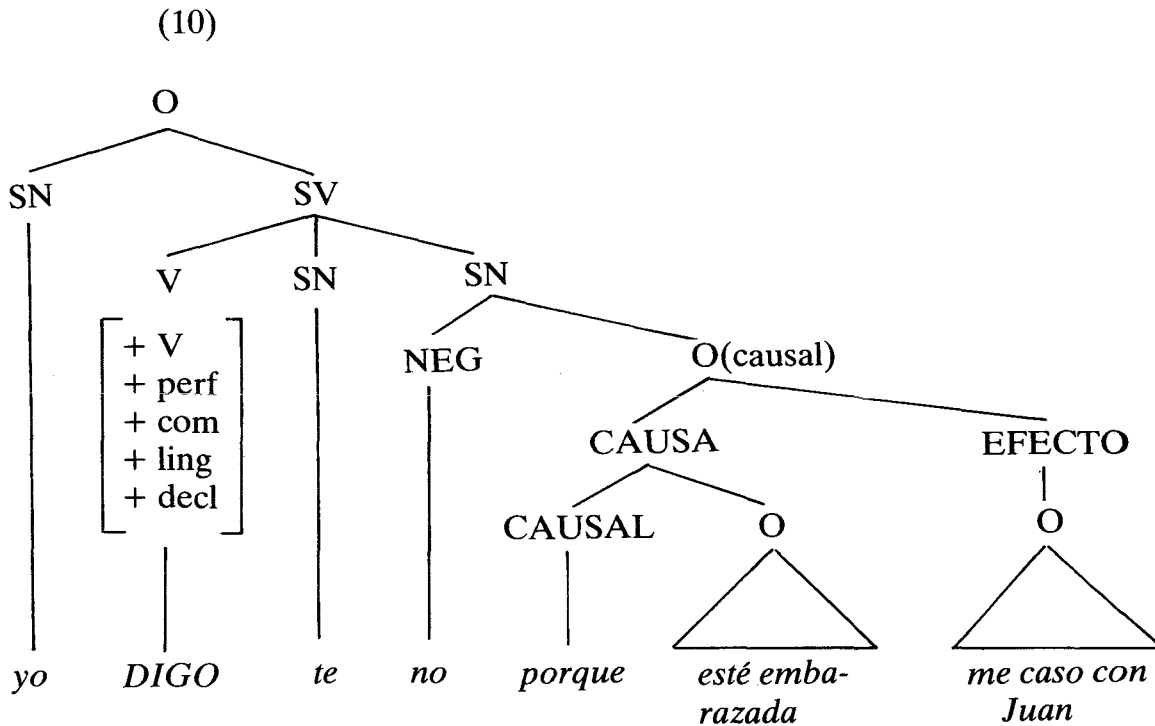 (10)
O
SN SV
V SN SN
+ V
+ perf
+ com
+ ling
+ decl
NEG O(causal)
CAUSA EFECTO
CAUSAL O O
yo DIGO te no porque esté emba- me caso con
razada Juan